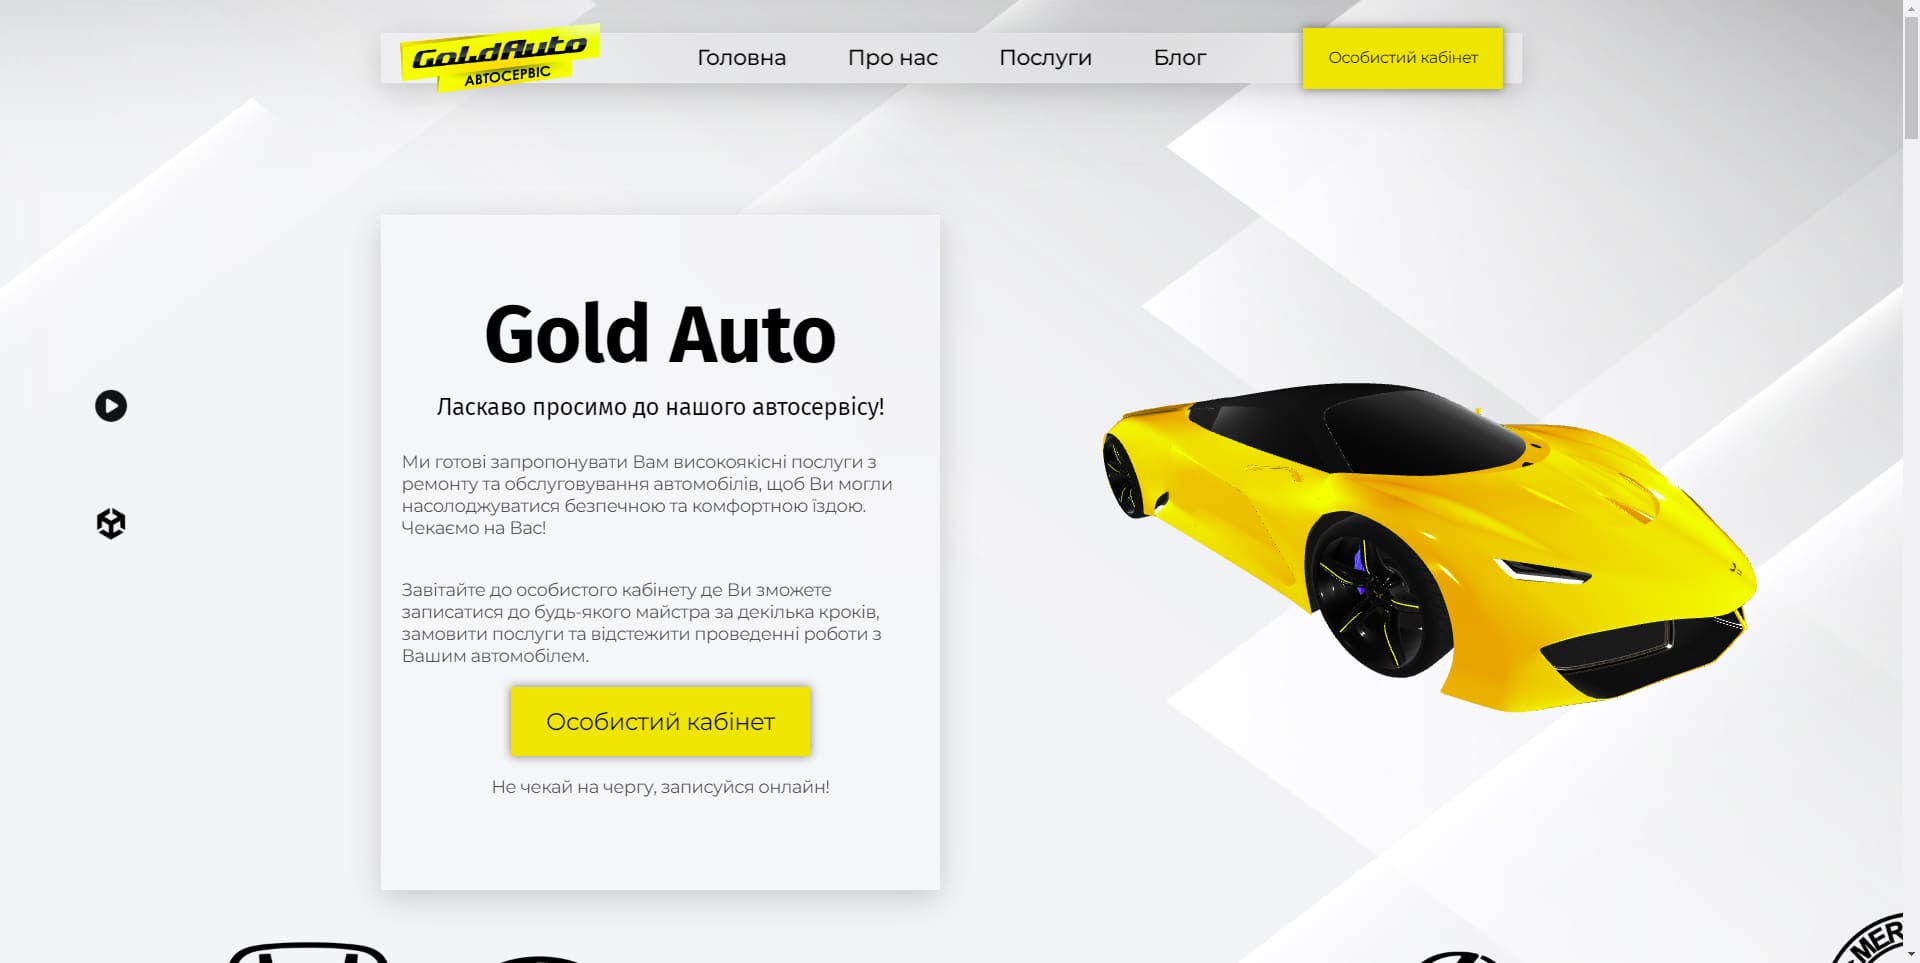 GoldAuto
АВТОСЕРВІС
Головна
Про нас
Послуги
Блог
Особистий кабінет
Gold Auto
Ласкаво просимо до нашого автосервісу!
Ми готові запропонувати Вам високоякісні послуги з
ремонту та обслуговування автомобілів, щоб Ви могли
насолоджуватися безпечною та комфортною їздою.
Чекаємо на Вас!
Завітайте до особистого кабінету де Ви зможете
записатися до будь-якого майстра за декілька кроків,
замовити послуги та відстежити проведенні роботи з
Вашим автомобілем.
Особистий кабінет
Не чекай на чергу, записуйся онлайн!
MER